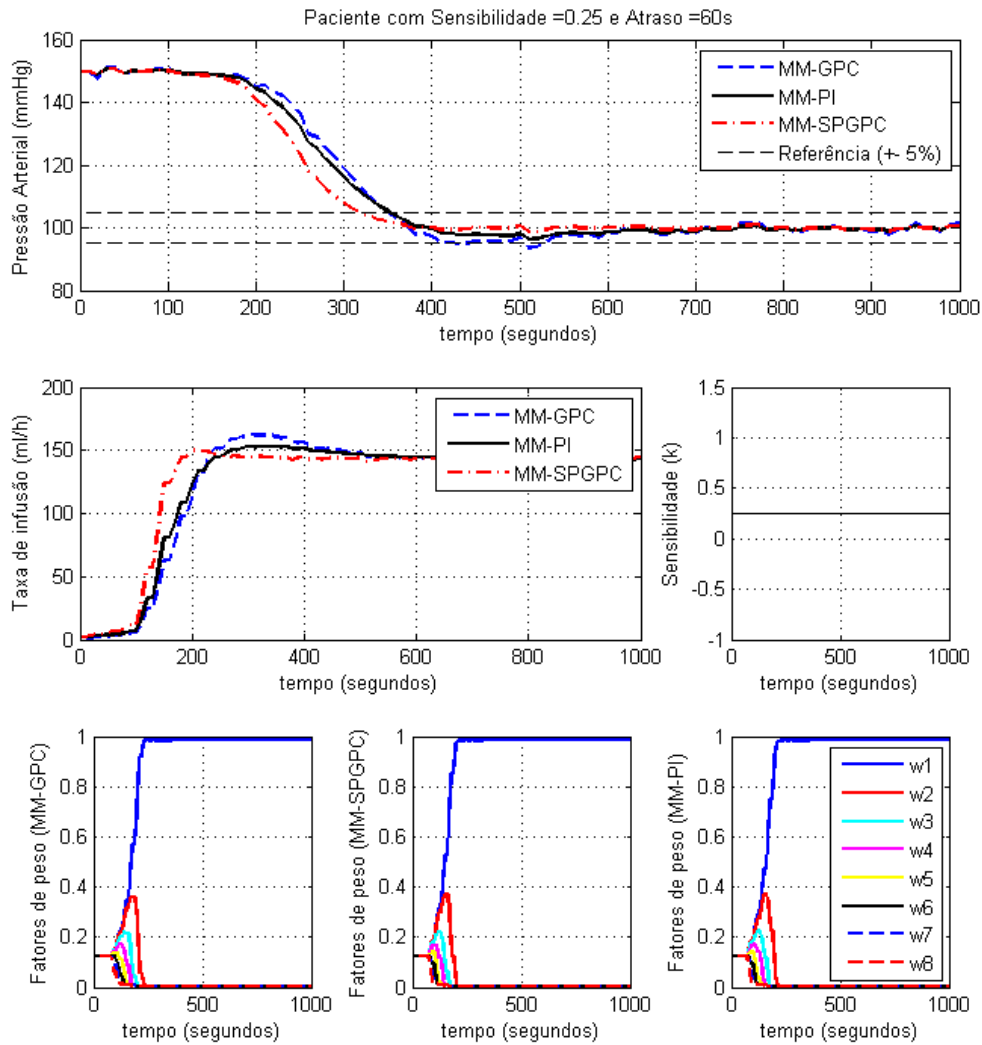 Paciente com Sensibilidade =0.25 e Atraso =60s
Pressão Arterial (mmHg)
160
140
120
100
80
0
100
200
300
400
500
600
700
800
900
1000
tempo (segundos)
MM-GPC
MM-PI
MM-SPGPC
Referência (+- 5%)
Taxa de infusão (ml/h)
200
150
100
50
0
0
200
400
600
800
1000
tempo (segundos)
MM-GPC
MM-PI
MM-SPGPC
Sensibilidade (k)
1.5
1
0.5
0
-0.5
-1
0
500
1000
tempo (segundos)
Fatores de peso (MM-GPC)
1
0.8
0.6
0.4
0.2
0
0
500
1000
tempo (segundos)
Fatores de peso (MM-SPGPC)
1
0.8
0.6
0.4
0.2
0
0
500
1000
tempo (segundos)
Fatores de peso (MM-PI)
1
0.8
0.6
0.4
0.2
0
0
500
1000
tempo (segundos)
w1
w2
w3
w4
w5
w6
w7
w8